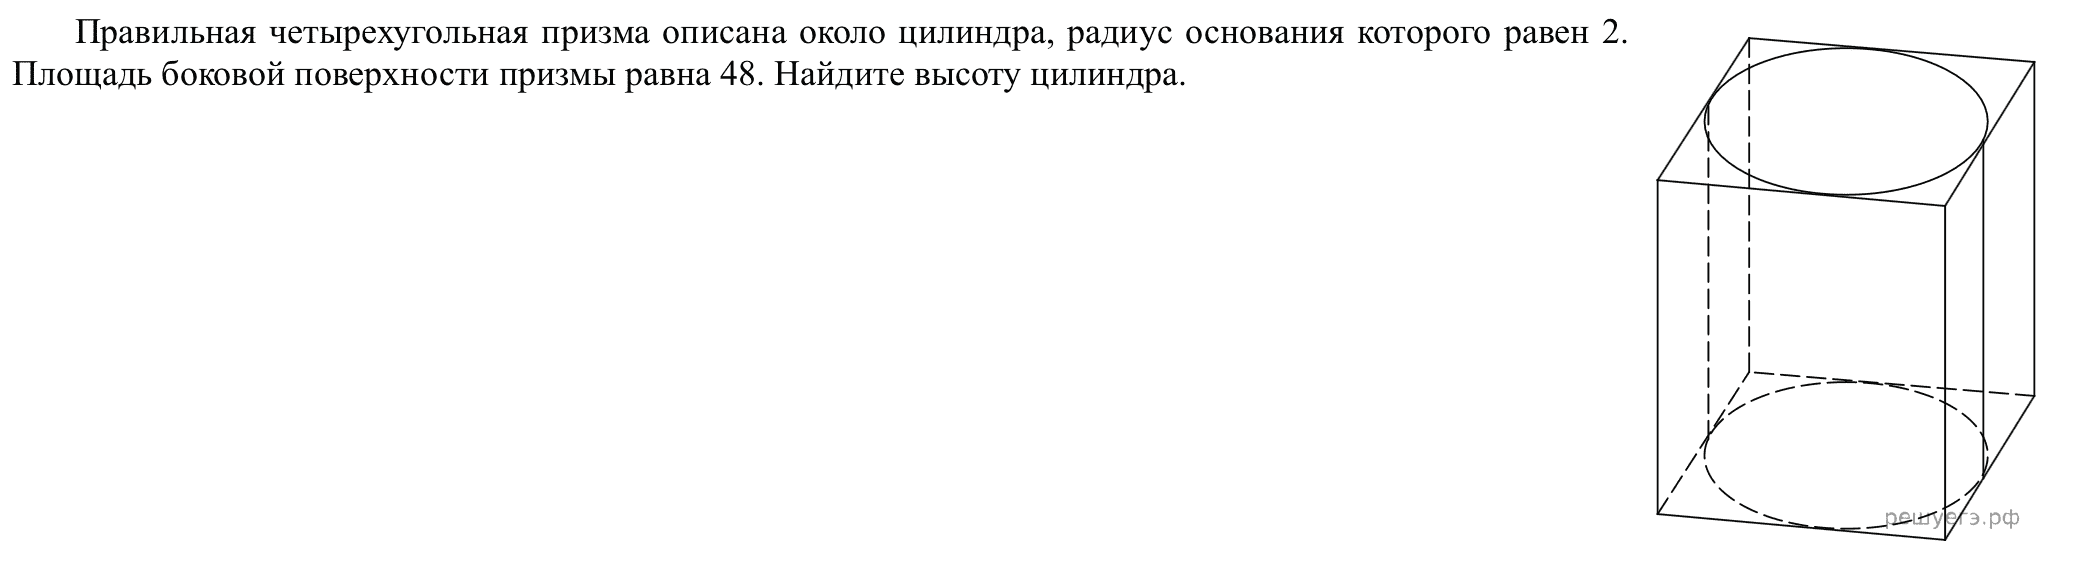 Правильная четырехугольная призма описана около цилиндра, радиус основания которого равен 2.
Площадь боковой поверхности призмы равна 48. Найдите высоту цилиндра.
решуегэ.рф